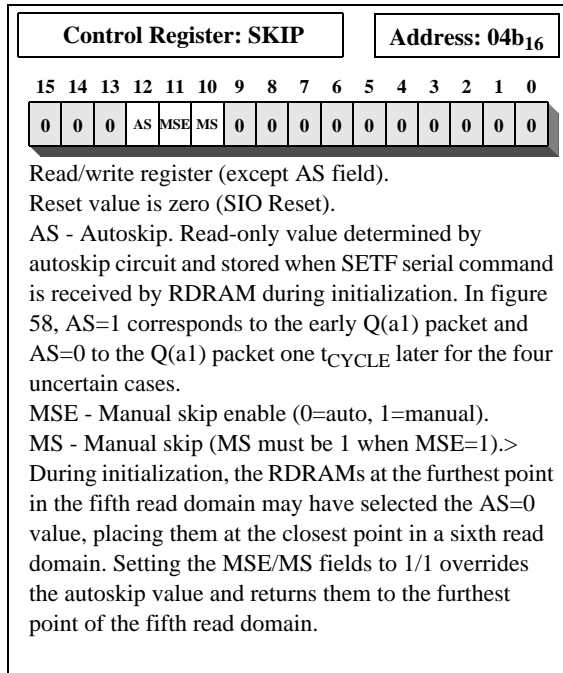 Control Register: SKIP
Address: 04b16
15 14 13 12 11 10 9 8 7 6 5 4 3 2 1 0
0 0 0 AS MSE MS 0 0 0 0 0 0 0 0 0 0
Read/write register (except AS field).
Reset value is zero (SIO Reset).
AS - Autoskip. Read-only value determined by
autoskip circuit and stored when SETF serial command
is received by RDRAM during initialization. In figure
58, AS=1 corresponds to the early Q(a1) packet and
AS=0 to the Q(a1) packet one tCYCLE later for the four
uncertain cases.
MSE - Manual skip enable (0=auto, 1=manual).
MS - Manual skip (MS must be 1 when MSE=1).>
During initialization, the RDRAMs at the furthest point
in the fifth read domain may have selected the AS=0
value, placing them at the closest point in a sixth read
domain. Setting the MSE/MS fields to 1/1 overrides
the autoskip value and returns them to the furthest
point of the fifth read domain.